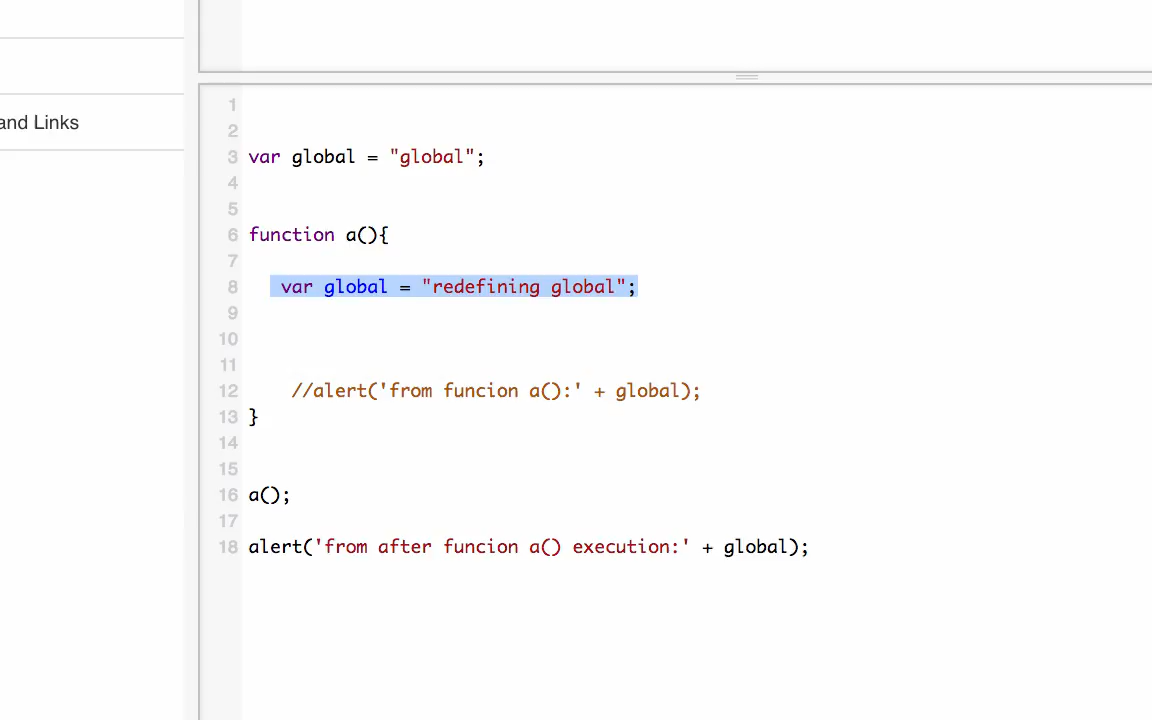 and Links
1
2
3 var global = "global";
4
5
6 function a(){
7
8 var global = "redefining global";
9
10
11
12 //alert('from funcion a():' + global);
13 }
14
15
16 a();
17
18 alert('from after funcion a() execution:' + global);